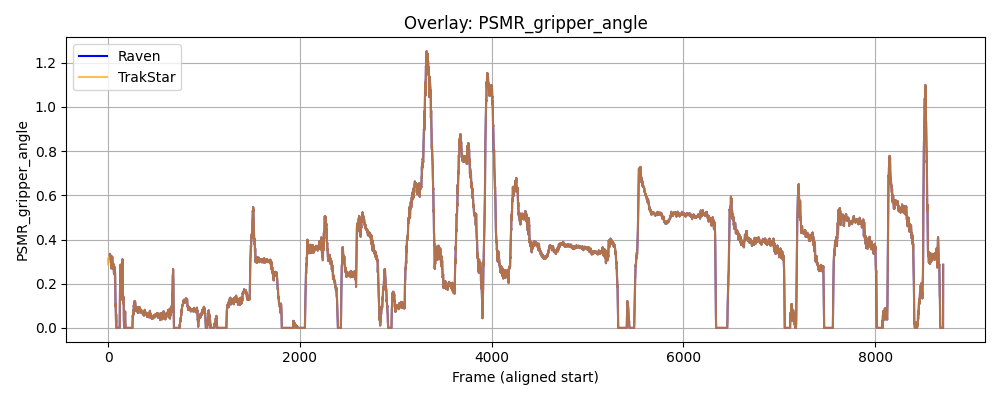 Overlay: PSMR_gripper_angle
Raven
TrakStar
PSMR_gripper_angle
1.2
1.0
0.8
0.6
0.4
0.2
0.0
0 2000 4000 6000 8000
Frame (aligned start)